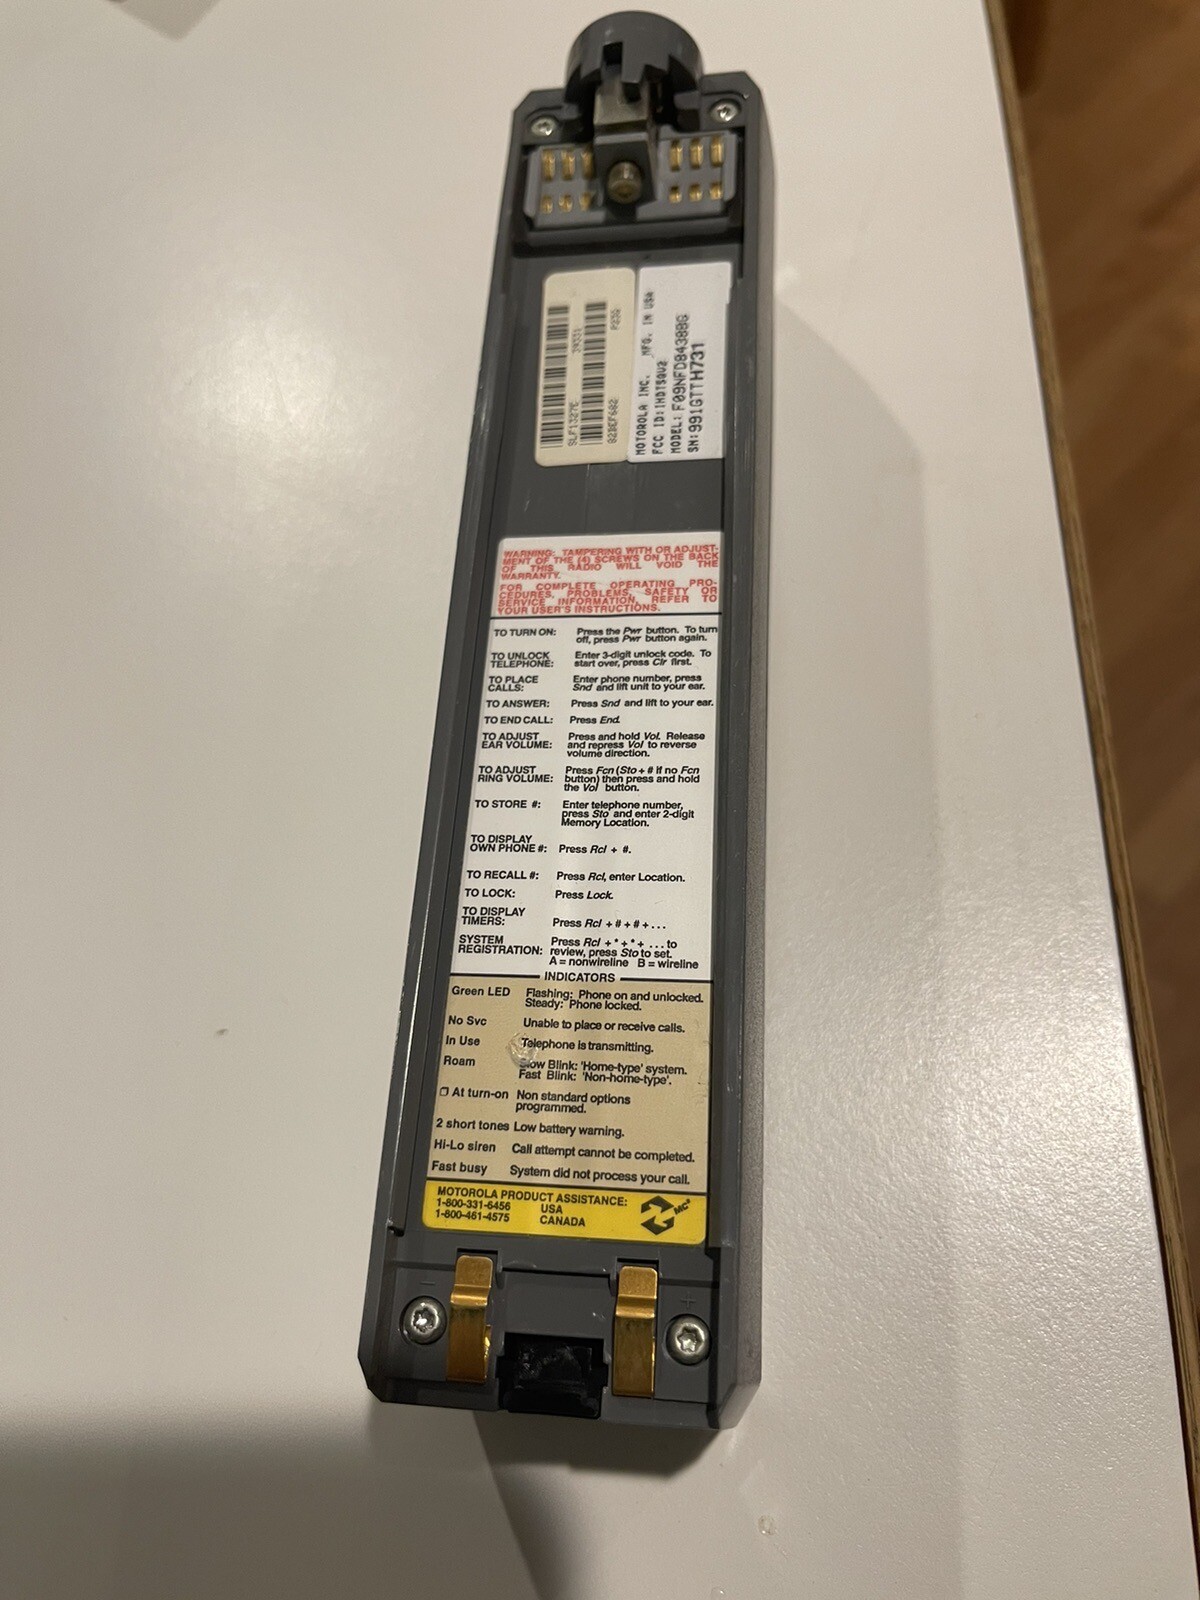 SLF1327C 3M331
82BEF682 P23G
MOTOROLA INC. MFG. IN USA
FCC ID:IHDT5QU2
MODEL: F09NFD8438BG
SN:991GTTH731
WARNING: TAMPERING WITH OR ADJUST-
MENT OF THE (4) SCREWS ON THE BACK
OF THIS RADIO WILL VOID THE
WARRANTY.
FOR COMPLETE OPERATING PRO-
CEDURES, PROBLEMS, SAFETY OR
SERVICE INFORMATION, REFER TO
YOUR USER'S INSTRUCTIONS.
TO TURN ON: Press the Pwr button. To turn
off, press Pwr button again.
TO UNLOCK Enter 3-digit unlock code. To
TELEPHONE: start over, press Clr first.
TO PLACE Enter phone number, press
CALLS: Snd and lift unit to your ear.
TO ANSWER: Press Snd and lift to your ear.
TO END CALL: Press End.
TO ADJUST Press and hold Vol. Release
EAR VOLUME: and repress Vol to reverse
volume direction.
TO ADJUST Press Fcn (Sto + # if no Fcn
RING VOLUME: button) then press and hold
the Vol button.
TO STORE #: Enter telephone number,
press Sto and enter 2-digit
Memory Location.
TO DISPLAY
OWN PHONE #: Press Rcl + #.
TO RECALL #: Press Rcl, enter Location.
TO LOCK: Press Lock.
TO DISPLAY
TIMERS: Press Rcl + # + # + ...
SYSTEM Press Rcl + * + * + ... to
REGISTRATION: review, press Sto to set.
A = nonwireline B = wireline
INDICATORS
Green LED Flashing: Phone on and unlocked.
Steady: Phone locked.
No Svc Unable to place or receive calls.
In Use Telephone is transmitting.
Roam Slow Blink: 'Home-type' system.
Fast Blink: 'Non-home-type'.
❒ At turn-on Non standard options
programmed.
2 short tones Low battery warning.
Hi-Lo siren Call attempt cannot be completed.
Fast busy System did not process your call.
MOTOROLA PRODUCT ASSISTANCE:
1-800-331-6456 USA
1-800-461-4575 CANADA
MC²
- +